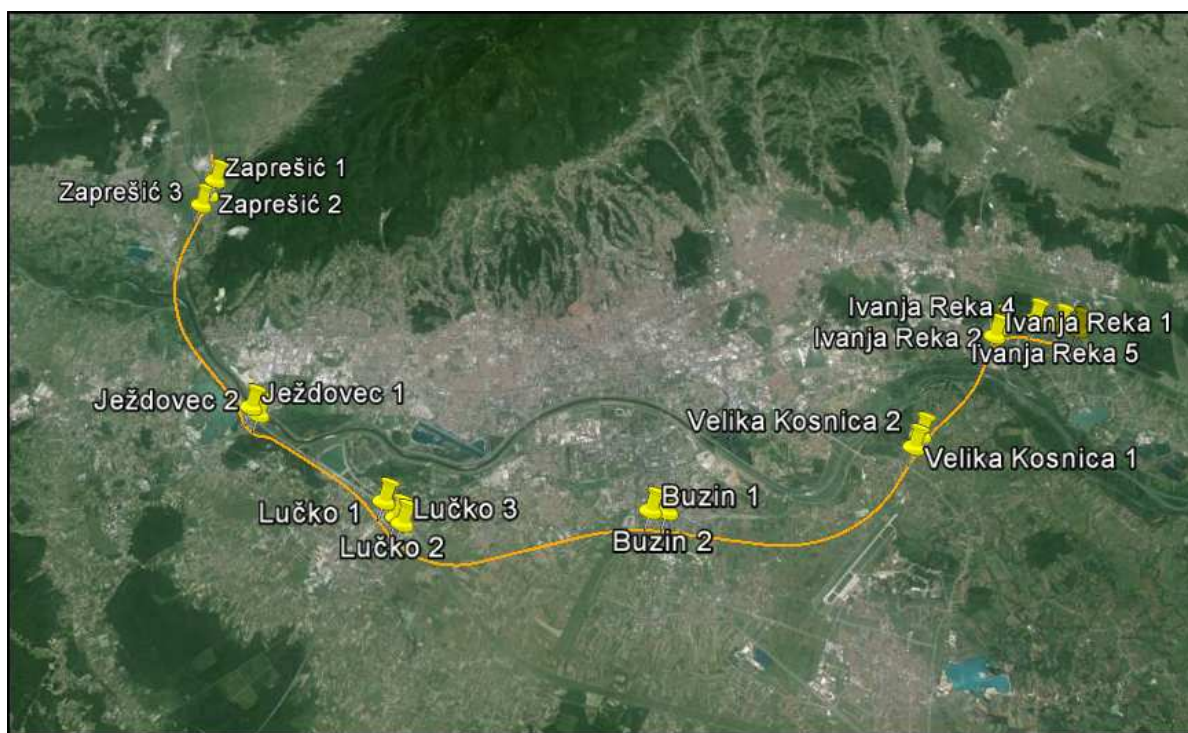 Zaprešić 1
Zaprešić 3
Zaprešić 2
Ivanja Reka 4
Ivanja Reka 1
Ivanja Reka 2
Ivanja Reka 5
Ježdovec 1
Ježdovec 2
Velika Kosnica 2
Velika Kosnica 1
Buzin 1
Lučko 3
Lučko 1
Buzin 2
Lučko 2